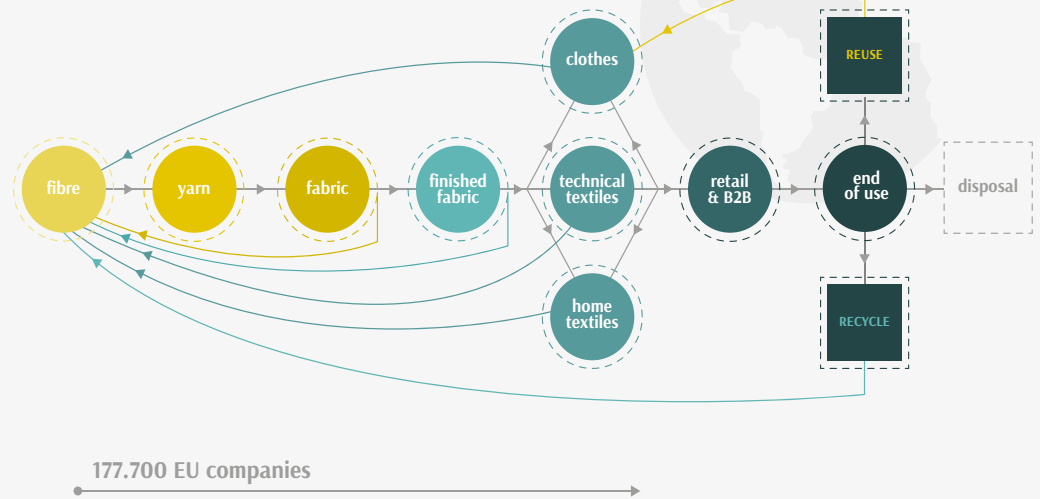 clothes
REUSE
fibre
yarn
fabric
finished
fabric
technical
textiles
retail
& B2B
end
of use
disposal
home
textiles
RECYCLE
177.700 EU companies